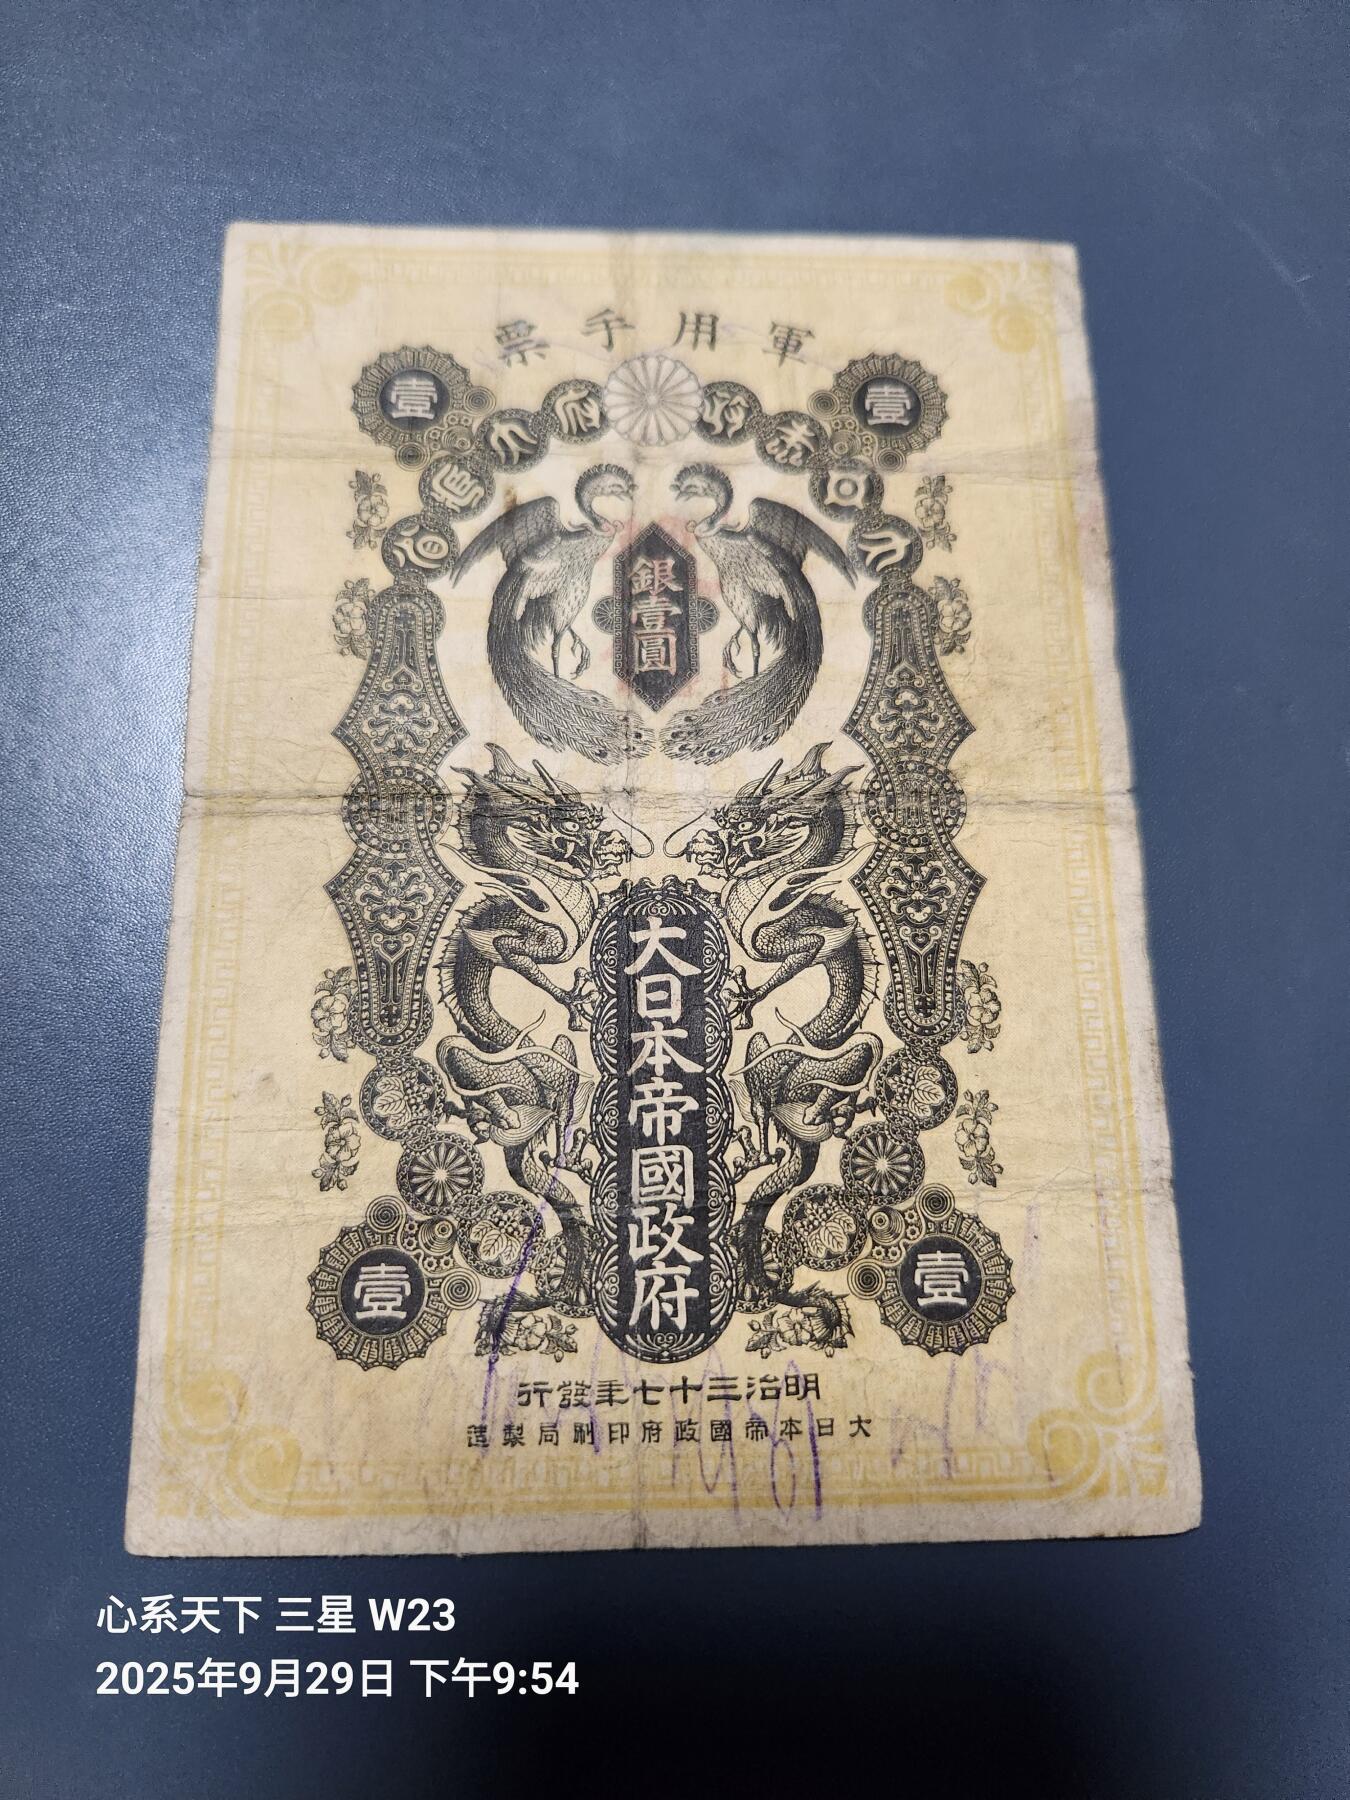 軍用手票
壹
壹
銀壹圓
大日本帝國政府
壹
壹
明治三十七年發行
大日本帝國政府印刷局製造
心系天下 三星 W23
2025年9月29日 下午9:54